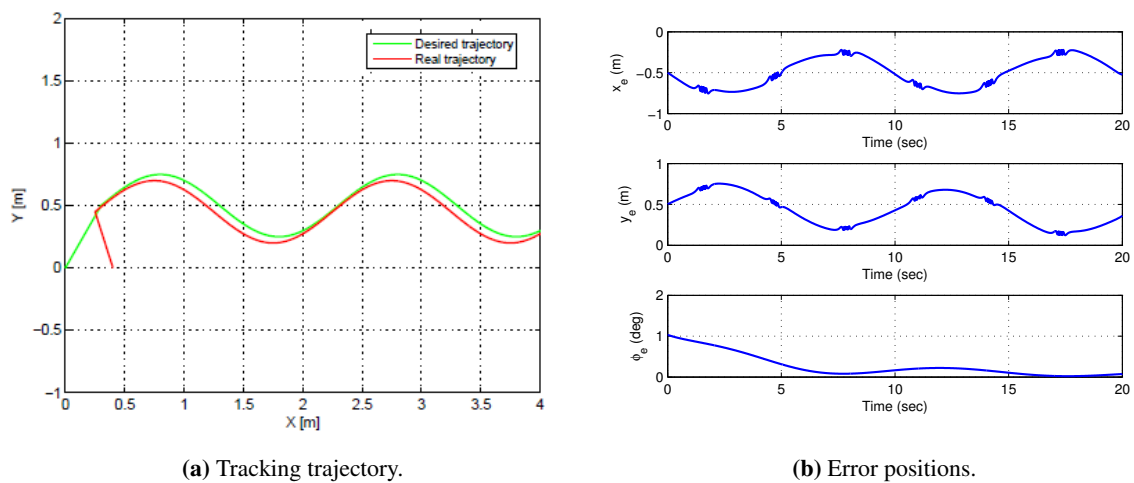 2
1.5
1
0.5
0
−0.5
−1
0 0.5 1 1.5 2 2.5 3 3.5 4
Y [m]
X [m]
Desired trajectory
Real trajectory
(a) Tracking trajectory.
0
−0.5
−1
0 5 10 15 20
x_e (m)
Time (sec)
1
0.5
0
0 5 10 15 20
y_e (m)
Time (sec)
2
1
0
0 5 10 15 20
ϕ_e (deg)
Time (sec)
(b) Error positions.